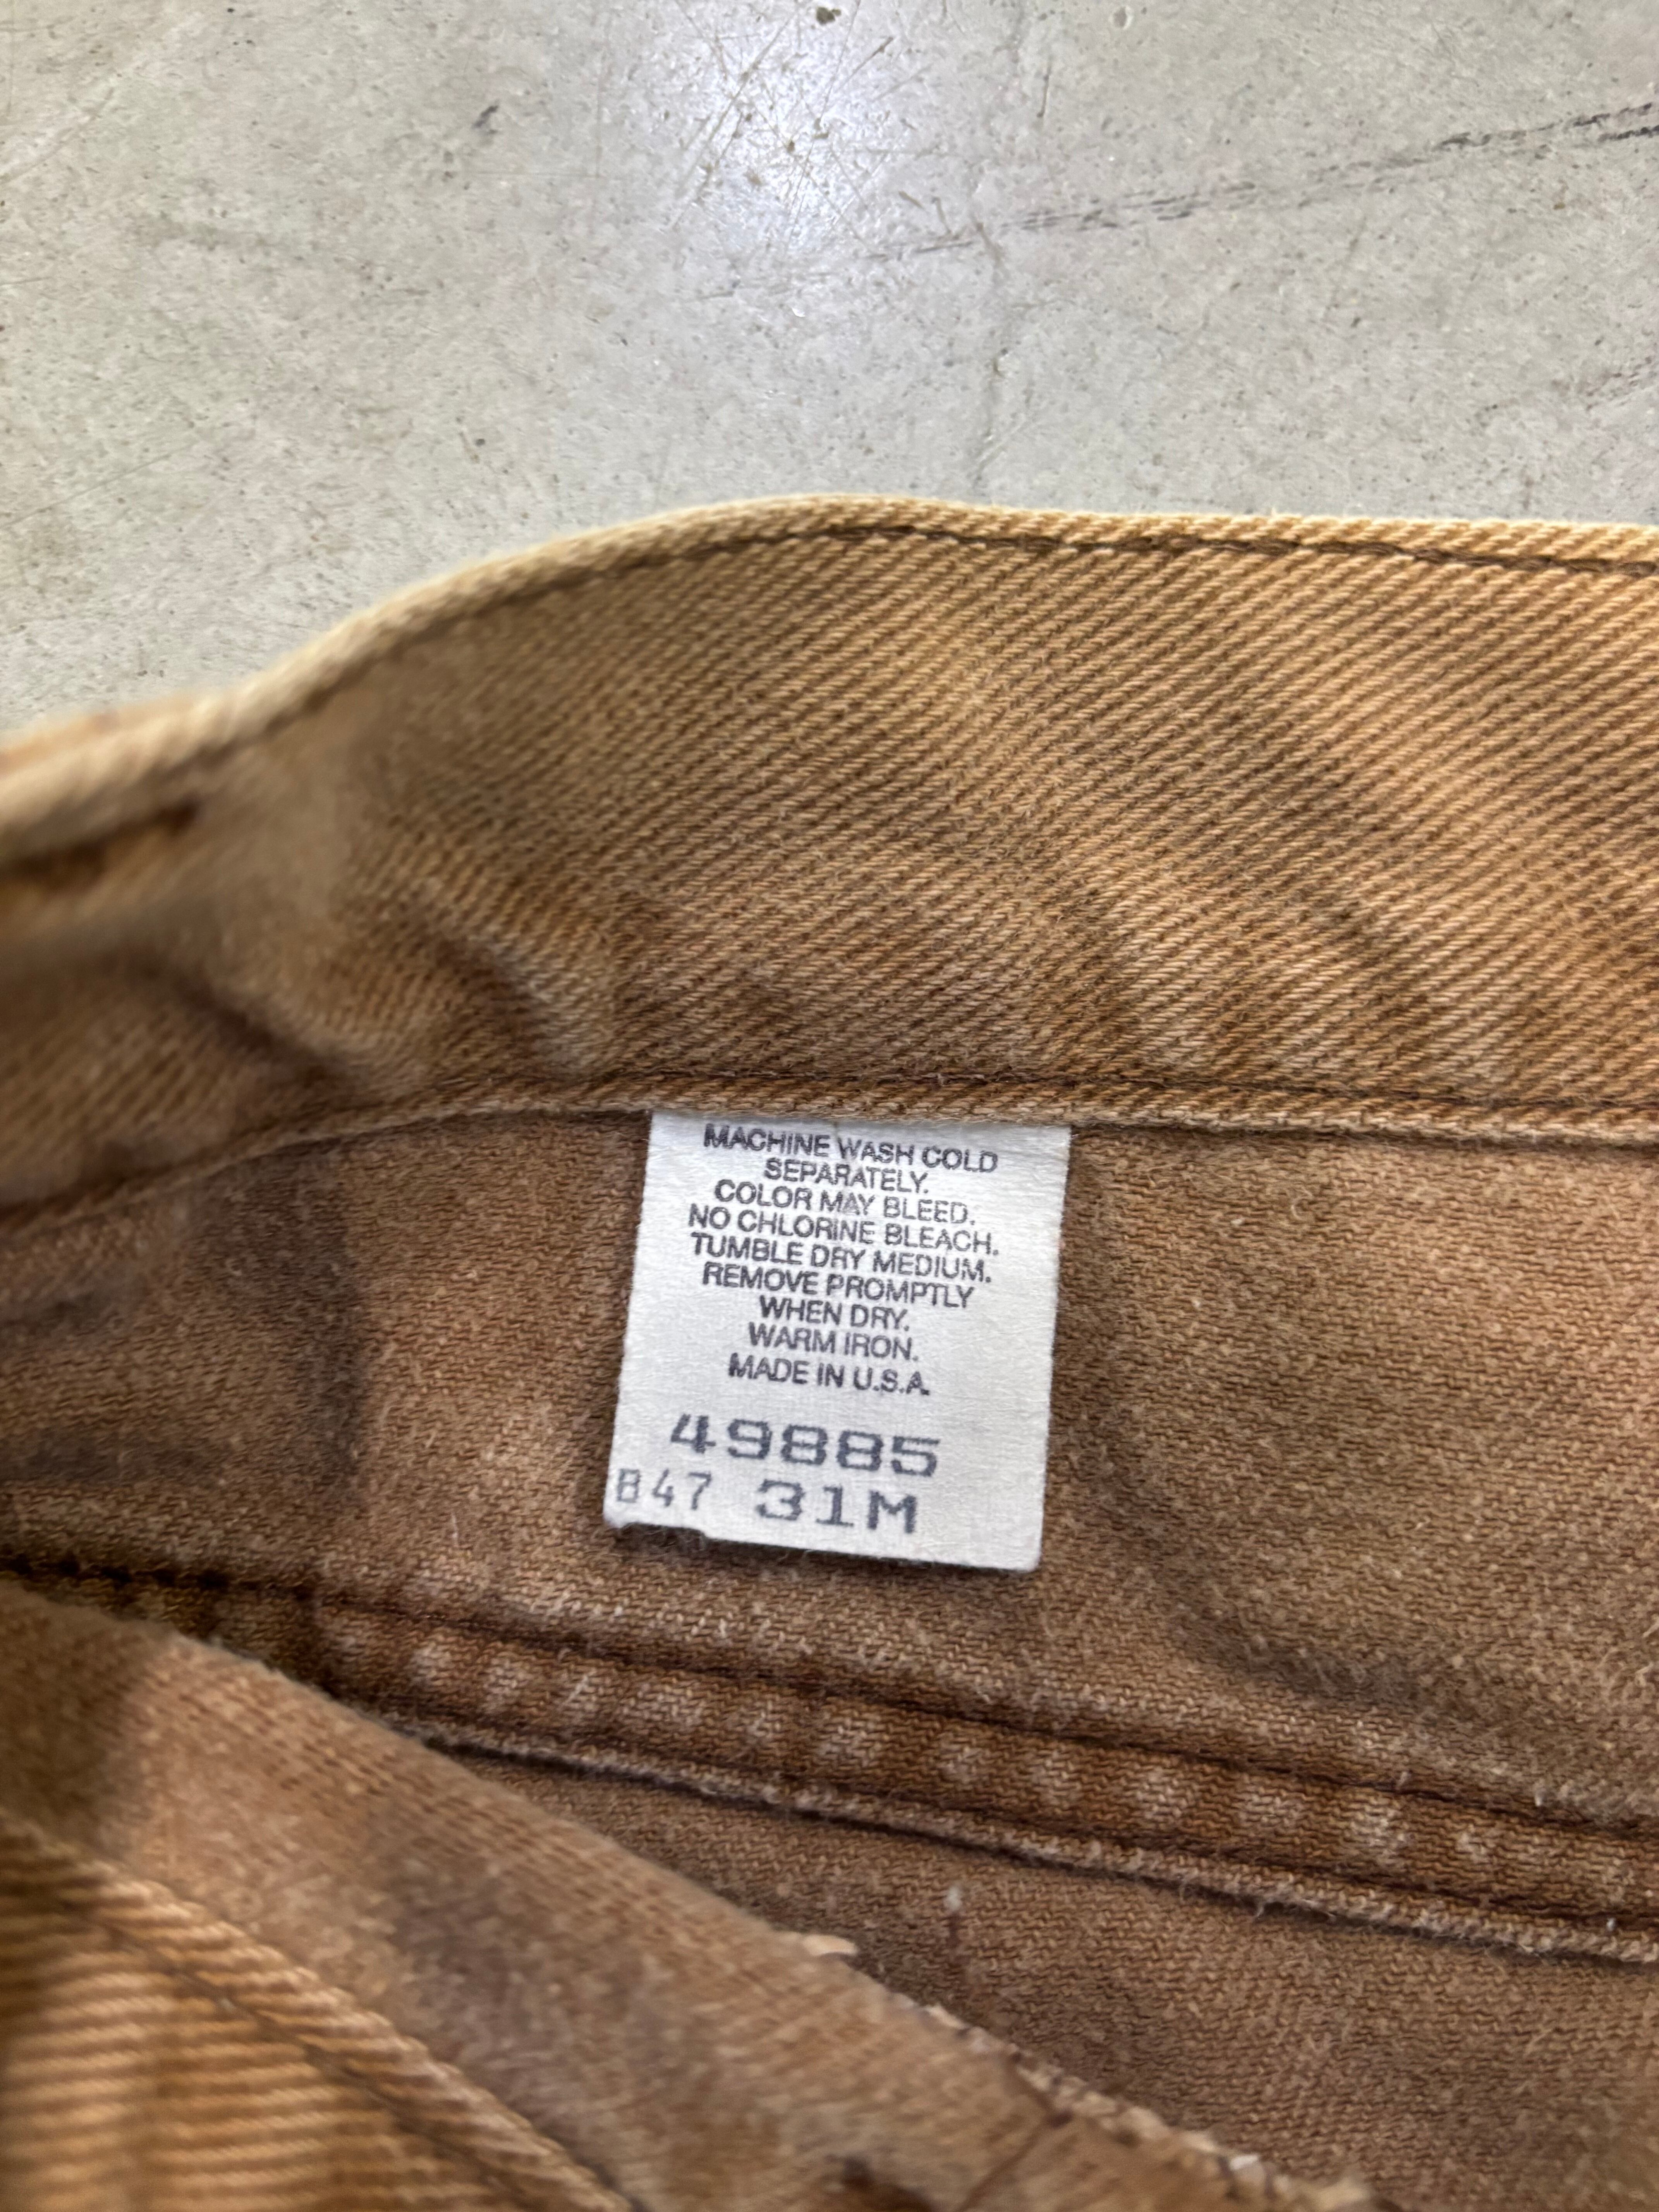 MACHINE WASH COLD
SEPARATELY.
COLOR MAY BLEED.
NO CHLORINE BLEACH.
TUMBLE DRY MEDIUM.
REMOVE PROMPTLY
WHEN DRY.
WARM IRON.
MADE IN U.S.A.
49885
B47 31M